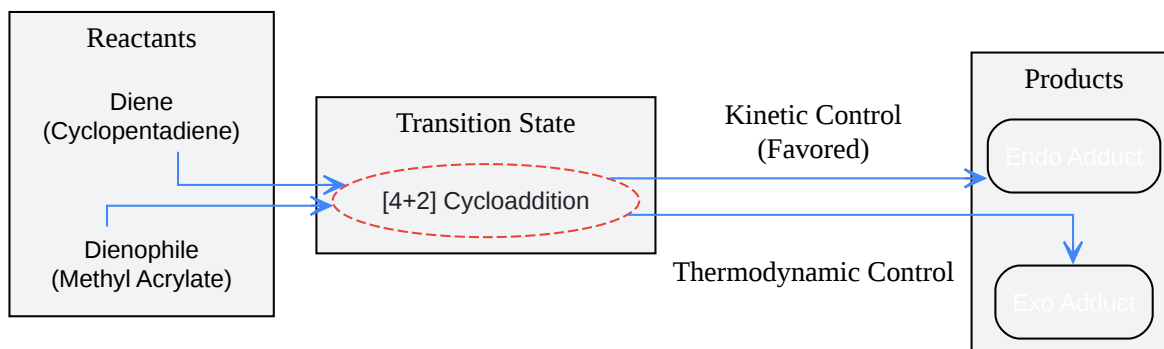 Reactants
Diene
(Cyclopentadiene)
Dienophile
(Methyl Acrylate)
Transition State
[4+2] Cycloaddition
Kinetic Control
(Favored)
Thermodynamic Control
Products
Endo Adduct
Exo Adduct